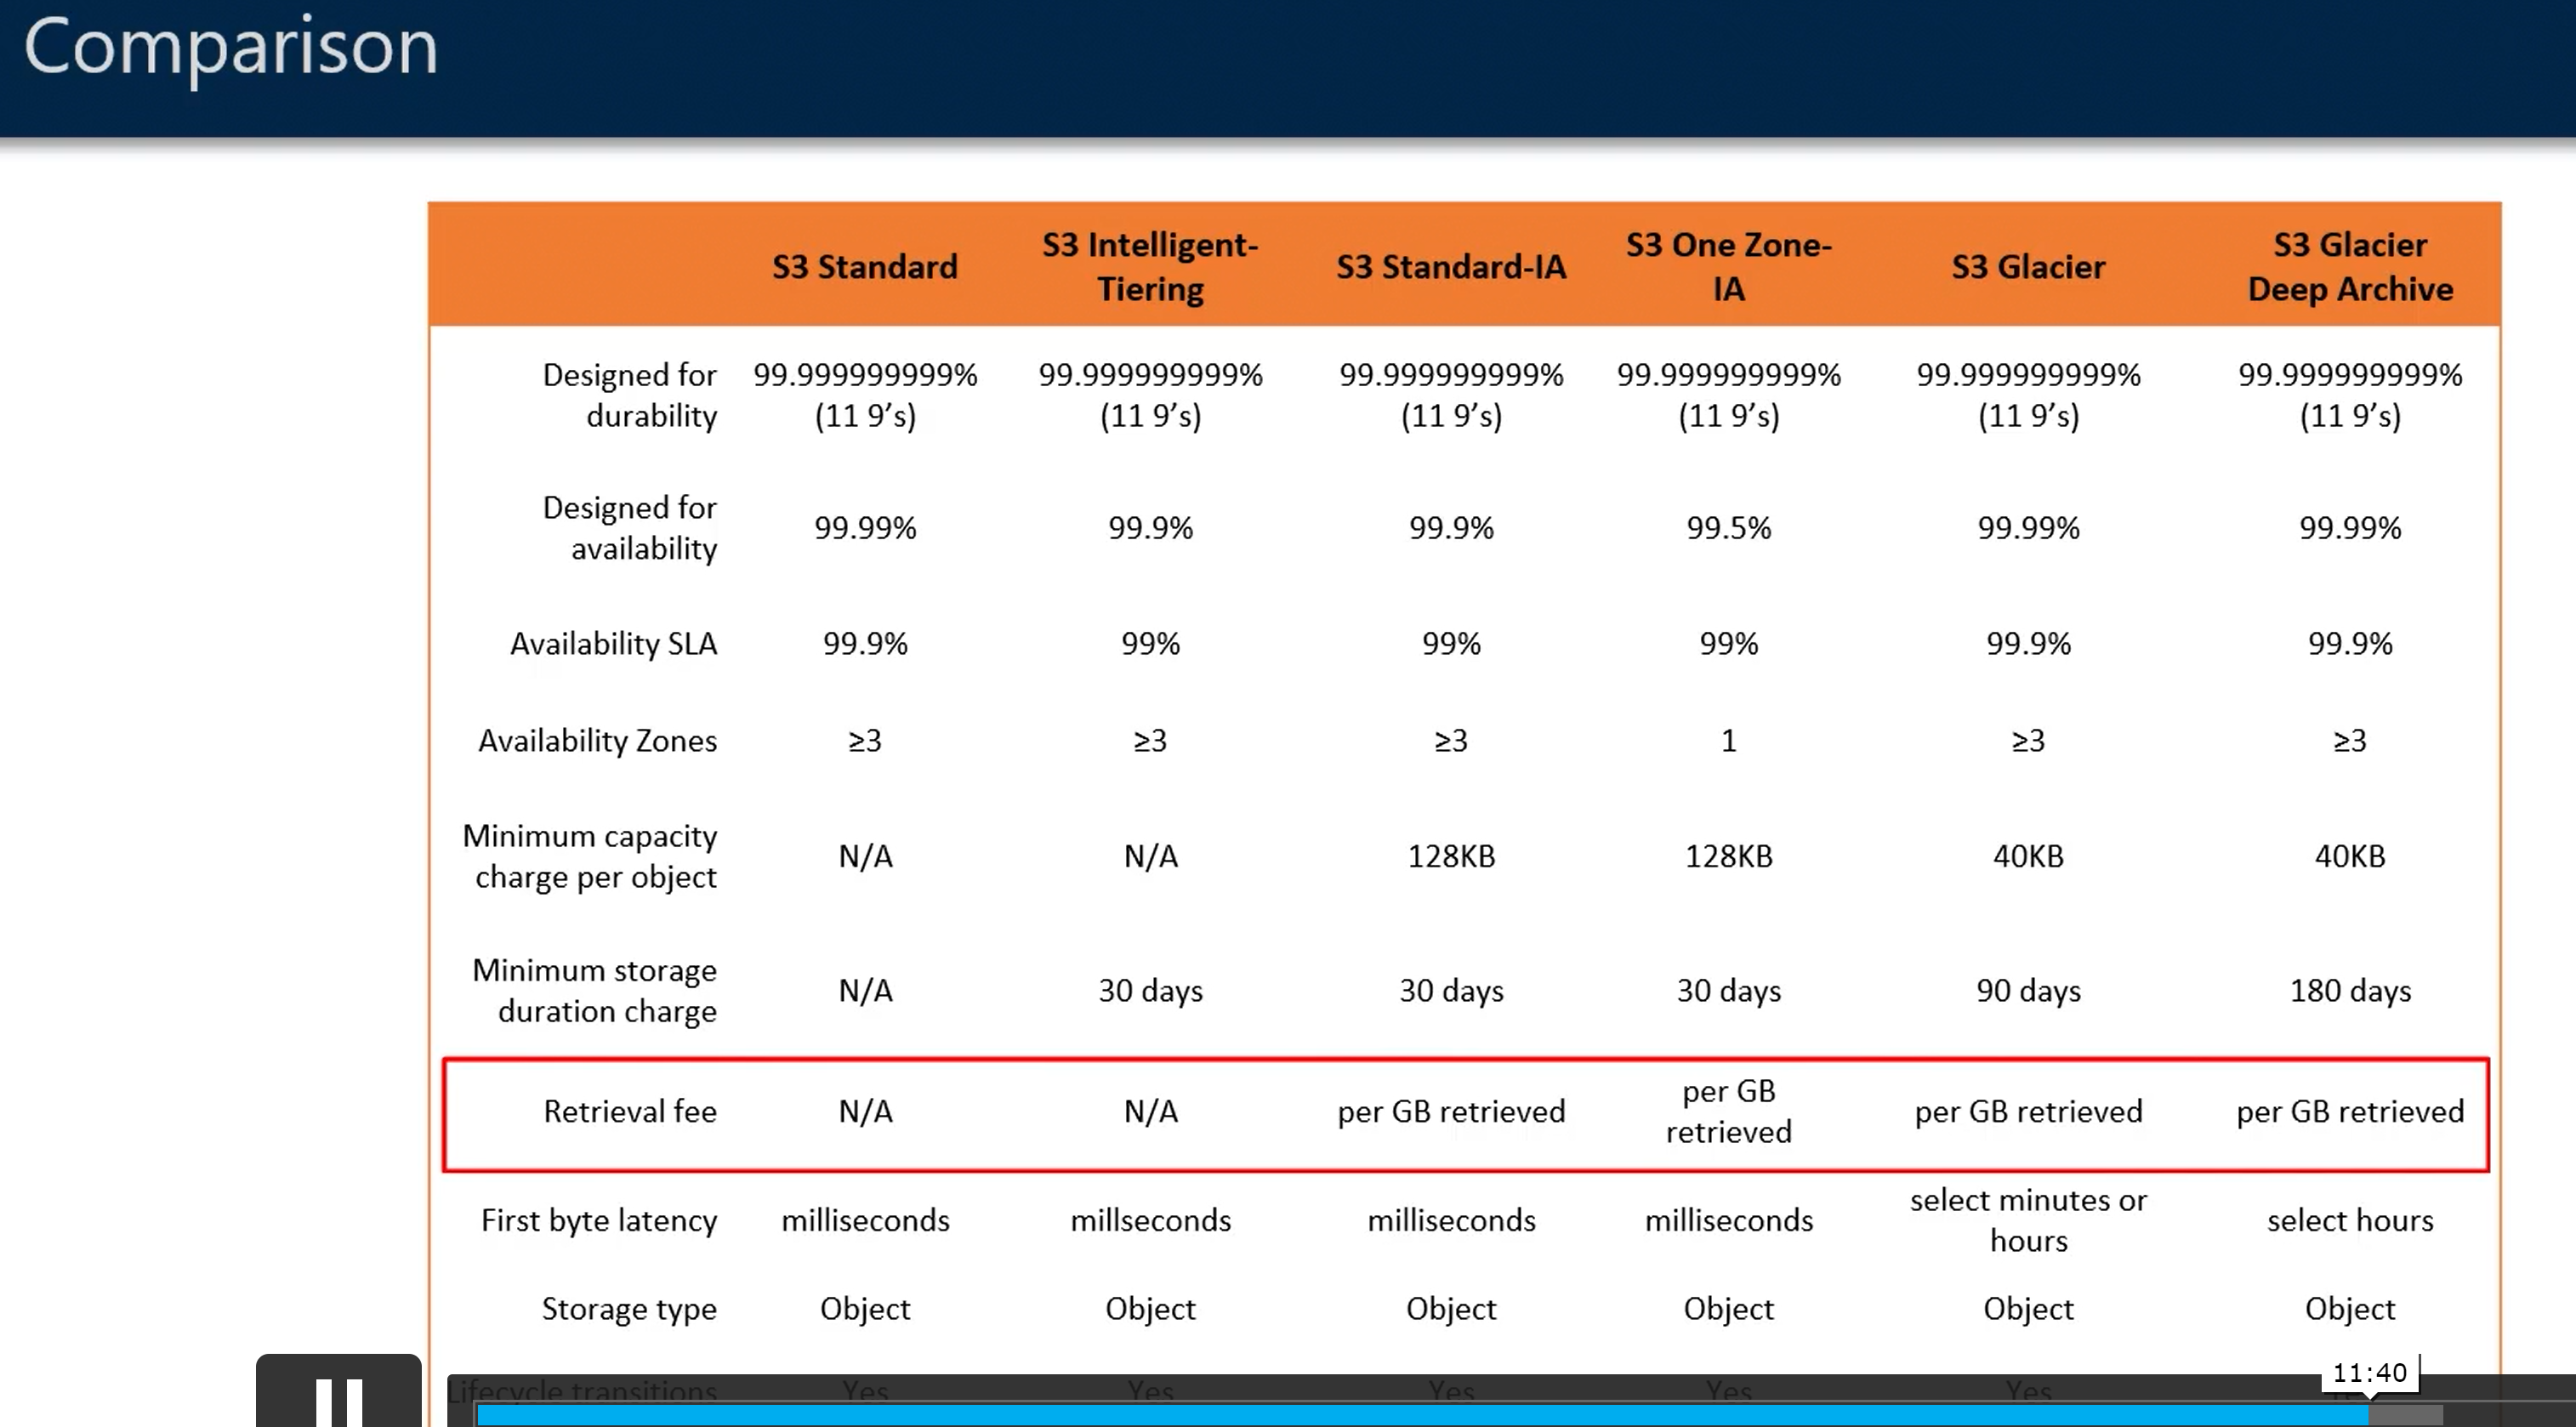 Comparison
S3 Standard
S3 Intelligent-
Tiering
S3 Standard-IA
S3 One Zone-
IA
S3 Glacier
S3 Glacier
Deep Archive
Designed for
durability
99.999999999%
(11 9’s)
99.999999999%
(11 9’s)
99.999999999%
(11 9’s)
99.999999999%
(11 9’s)
99.999999999%
(11 9’s)
99.999999999%
(11 9’s)
Designed for
availability
99.99%
99.9%
99.9%
99.5%
99.99%
99.99%
Availability SLA
99.9%
99%
99%
99%
99.9%
99.9%
Availability Zones
≥3
≥3
≥3
1
≥3
≥3
Minimum capacity
charge per object
N/A
N/A
128KB
128KB
40KB
40KB
Minimum storage
duration charge
N/A
30 days
30 days
30 days
90 days
180 days
Retrieval fee
N/A
N/A
per GB retrieved
per GB
retrieved
per GB retrieved
per GB retrieved
First byte latency
milliseconds
millseconds
milliseconds
milliseconds
select minutes or
hours
select hours
Storage type
Object
Object
Object
Object
Object
Object
Lifecycle transitions
Yes
Yes
Yes
Yes
Yes
11:40